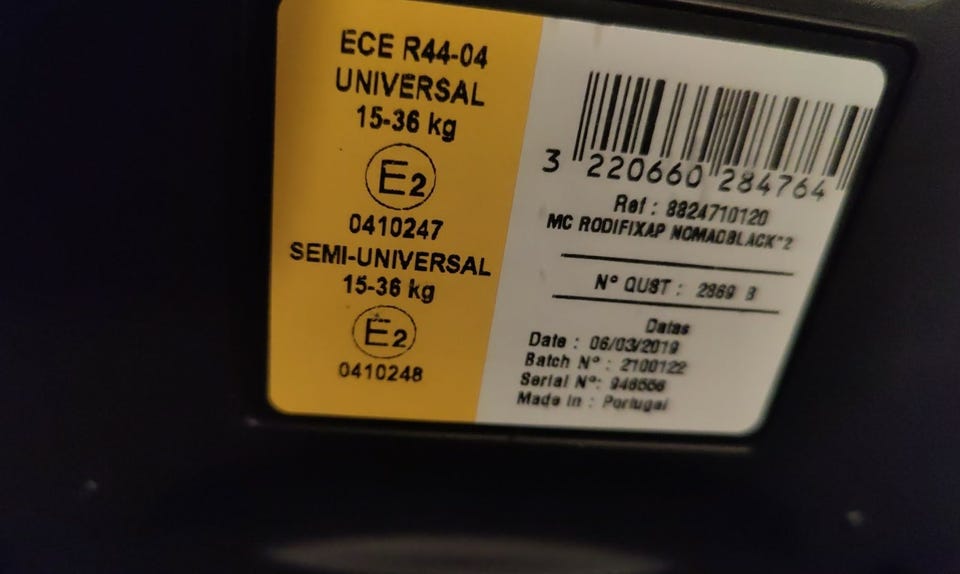 ECE R44-04
UNIVERSAL
15-36 kg
E2
0410247
SEMI-UNIVERSAL
15-36 kg
E2
0410248
3 220660 284764
Ref : 8824710120
MC RODIFIXAP NOMADBLACK*2
N° QUST : 2869 B
Datas
Date : 06/03/2019
Batch N° : 2100122
Serial N°:
Made in : Portugal